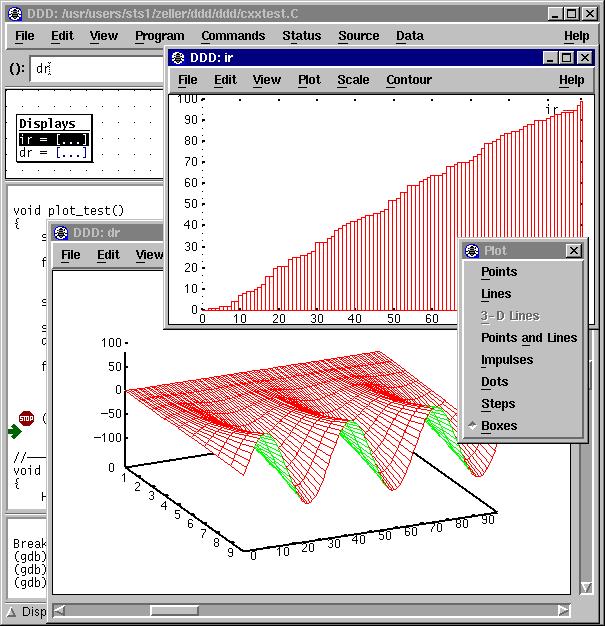 DDD: /usr/users/sts1/zeller/ddd/ddd/cxxtest.C
File Edit View Program Commands Status Source Data Help
(): dr
Displays
ir = [...]
dr = [...]
DDD: ir
File Edit View Plot Scale Contour Help
ir
100
90
80
70
60
50
40
30
20
10
0
0 10 20 30 40 50 60
void plot_test()
{
s
f
s
s
d
f
STOP (
//—
void
{
H
DDD: dr
File Edit View
100
50
0
−50
−100
0
1
2
3
4
5
6
7
8
9
0 10 20 30 40 50 60 70 80 90
Plot
Points
Lines
3-D Lines
Points and Lines
Impulses
Dots
Steps
Boxes
Break
(gdb)
(gdb)
(gdb)
Disp